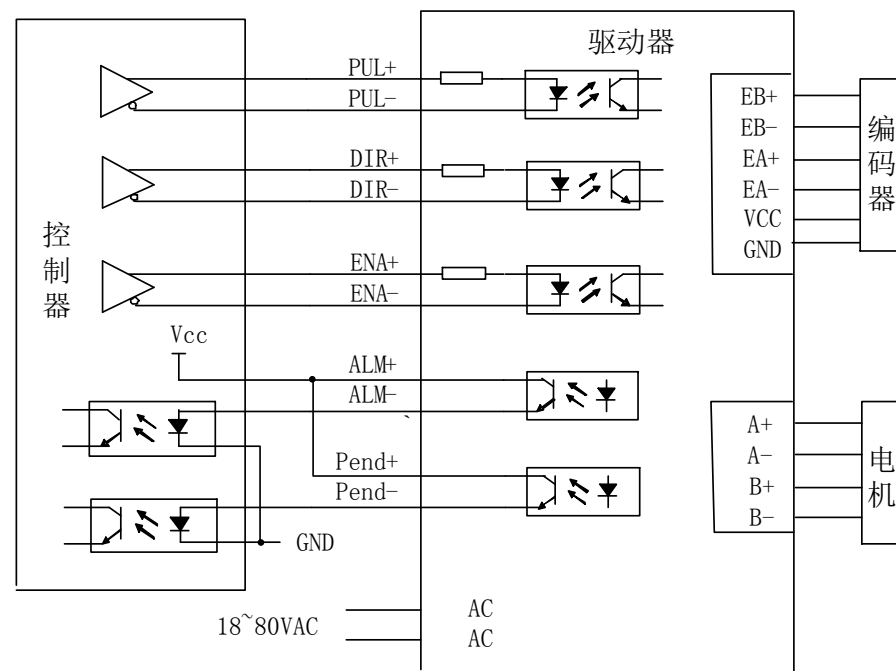 驱动器
PUL+
PUL-
DIR+
DIR-
ENA+
ENA-
控制器
Vcc
ALM+
ALM-
Pend+
Pend-
GND
18~80VAC
AC
AC
EB+
EB-
EA+
EA-
VCC
GND
编码器
A+
A-
B+
B-
电机